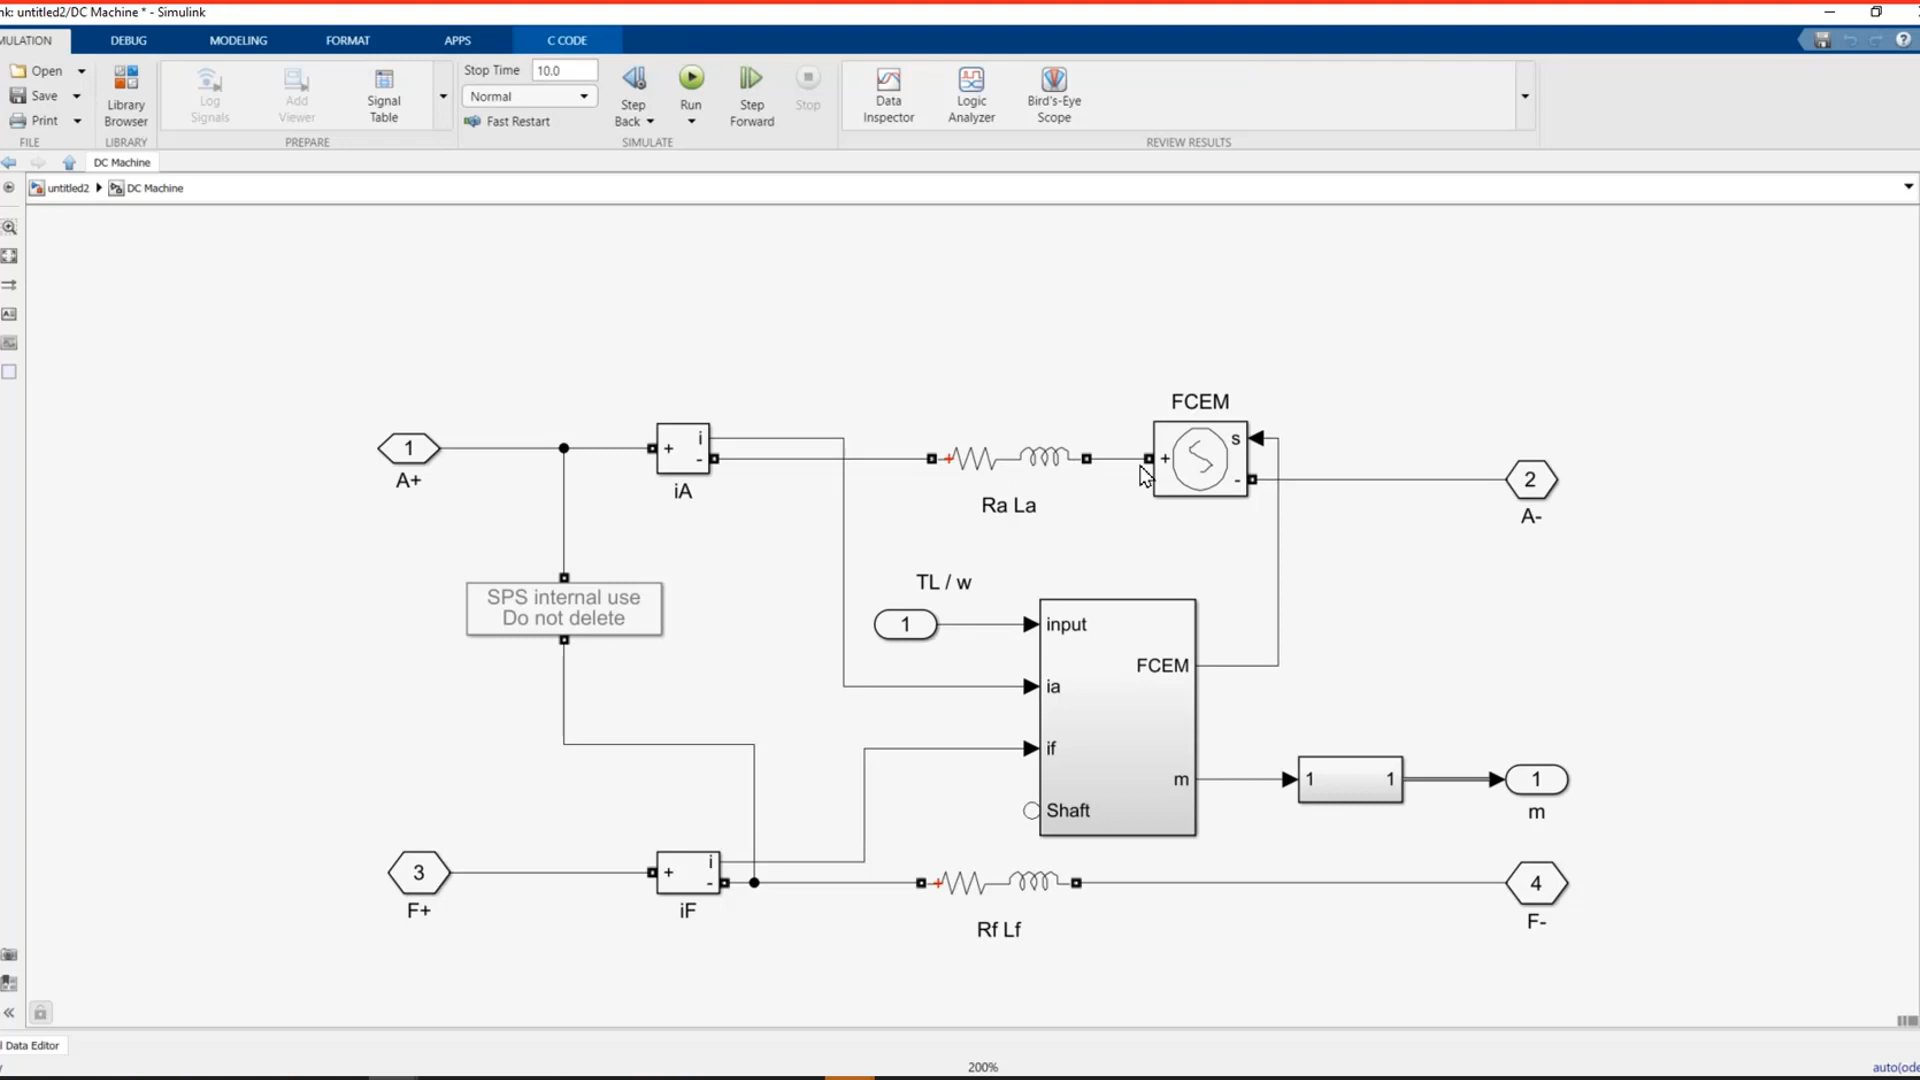 nk: untitled2/DC Machine * - Simulink
MULATION DEBUG MODELING FORMAT APPS C CODE
Open Save Print
FILE
Library Browser
LIBRARY
Log Signals
Add Viewer
Signal Table
PREPARE
Stop Time 10.0
Normal
Fast Restart
Step Back
Run
Step Forward
Stop
SIMULATE
Data Inspector
Logic Analyzer
Bird's-Eye Scope
REVIEW RESULTS
DC Machine
untitled2 DC Machine
FCEM
1
A+
+ i -
iA
+
Ra La
+ s -
2
A-
SPS internal use
Do not delete
TL / w
1
input
FCEM
ia
if
m
Shaft
1 1
1
m
3
F+
+ i -
iF
+
Rf Lf
4
F-
l Data Editor
200%
auto(ode